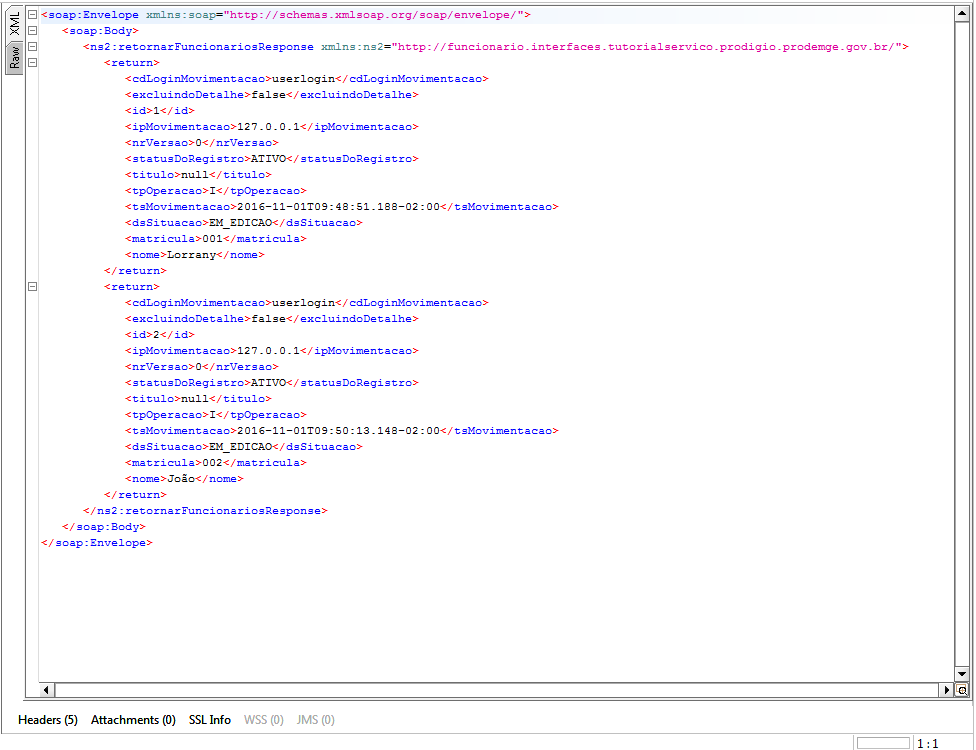 XML
Raw
<soap:Envelope xmlns:soap="http://schemas.xmlsoap.org/soap/envelope/">
<soap:Body>
<ns2:retornarFuncionariosResponse xmlns:ns2="http://funcionario.interfaces.tutorialservico.prodigio.prodemge.gov.br/">
<return>
<cdLoginMovimentacao>userlogin</cdLoginMovimentacao>
<excluindoDetalhe>false</excluindoDetalhe>
<id>1</id>
<ipMovimentacao>127.0.0.1</ipMovimentacao>
<nrVersao>0</nrVersao>
<statusDoRegistro>ATIVO</statusDoRegistro>
<titulo>null</titulo>
<tpOperacao>I</tpOperacao>
<tsMovimentacao>2016-11-01T09:48:51.188-02:00</tsMovimentacao>
<dsSituacao>EM_EDICAO</dsSituacao>
<matricula>001</matricula>
<nome>Lorrany</nome>
</return>
<return>
<cdLoginMovimentacao>userlogin</cdLoginMovimentacao>
<excluindoDetalhe>false</excluindoDetalhe>
<id>2</id>
<ipMovimentacao>127.0.0.1</ipMovimentacao>
<nrVersao>0</nrVersao>
<statusDoRegistro>ATIVO</statusDoRegistro>
<titulo>null</titulo>
<tpOperacao>I</tpOperacao>
<tsMovimentacao>2016-11-01T09:50:13.148-02:00</tsMovimentacao>
<dsSituacao>EM_EDICAO</dsSituacao>
<matricula>002</matricula>
<nome>João</nome>
</return>
</ns2:retornarFuncionariosResponse>
</soap:Body>
</soap:Envelope>
Headers (5) Attachments (0) SSL Info WSS (0) JMS (0)
1:1